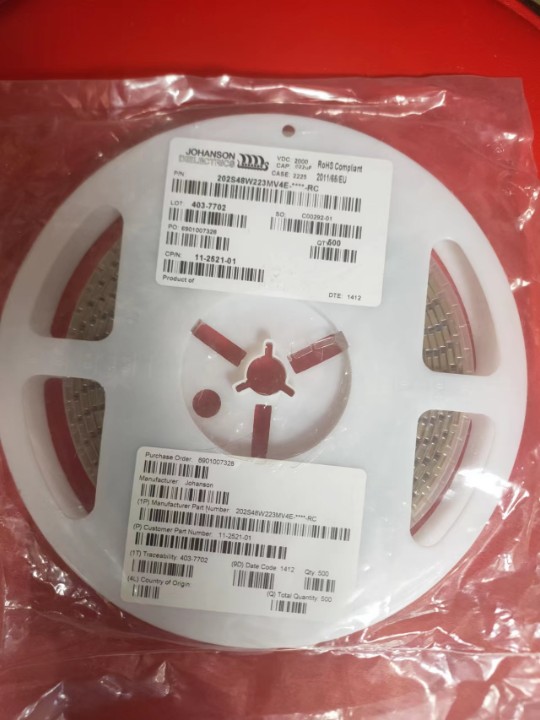 JOHANSON
DIELECTRICS
VDC: 2000
CAP: .022uF
CASE: 2225
RoHS Compliant
2011/65/EU
P/N:
202S48W223MV4E-****-RC
LOT: 403-7702
SO: C00292-01
PO: 6901007328
QTY: 500
CP/N: 11-2521-01
Product of
DTE: 1412
Purchase Order: 6901007328
Manufacturer: Johanson
(1P) Manufacturer Part Number: 202S48W223MV4E-****-RC
(P) Customer Part Number: 11-2521-01
(1T) Traceability: 403-7702
(9D) Date Code: 1412
Qty: 500
(4L) Country of Origin
(Q) Total Quantity: 500